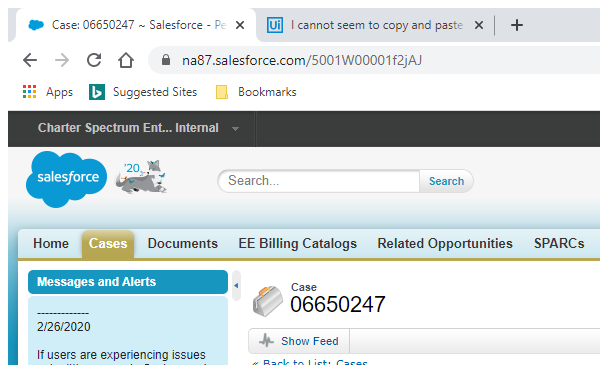 Case: 06650247 ~ Salesforce - Pe
I cannot seem to copy and paste
na87.salesforce.com/5001W00001f2jAJ
Apps Suggested Sites Bookmarks
Charter Spectrum Ent... Internal
salesforce
'20
Search... Search
Home Cases Documents EE Billing Catalogs Related Opportunities SPARCs
Messages and Alerts
-------------
2/26/2020
If users are experiencing issues
Case
06650247
Show Feed
« Back to List: Cases